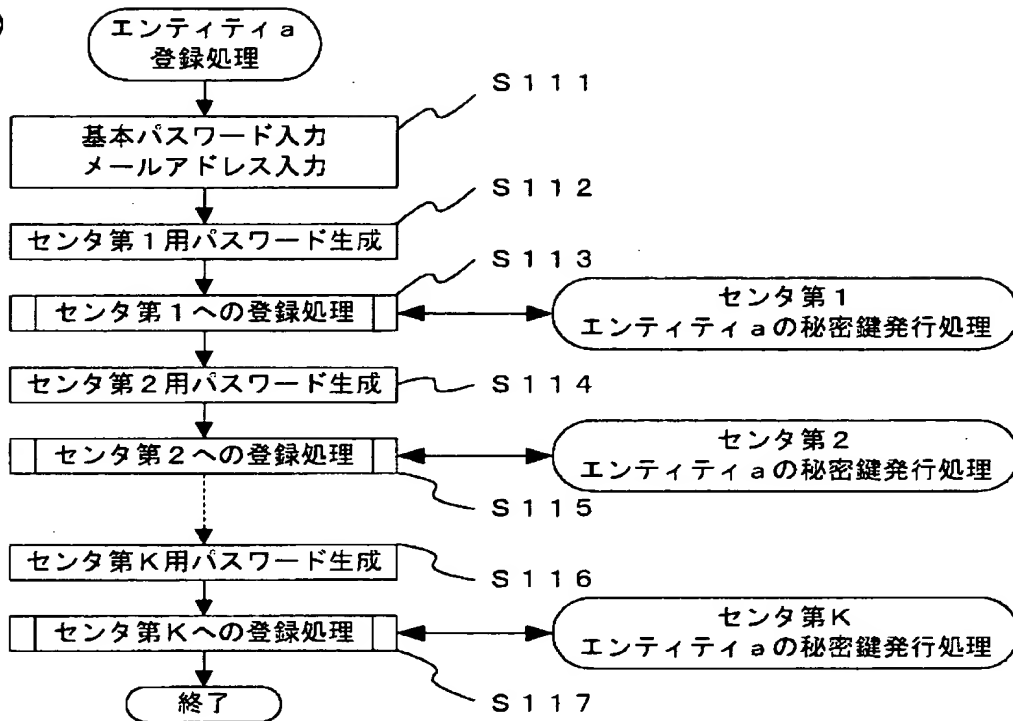 エンティティａ
登録処理
Ｓ１１１
基本パスワード入力
メールアドレス入力
Ｓ１１２
センタ第１用パスワード生成
Ｓ１１３
センタ第１への登録処理
センタ第１
エンティティａの秘密鍵発行処理
センタ第２用パスワード生成
Ｓ１１４
センタ第２への登録処理
センタ第２
エンティティａの秘密鍵発行処理
Ｓ１１５
センタ第Ｋ用パスワード生成
Ｓ１１６
センタ第Ｋへの登録処理
センタ第Ｋ
エンティティａの秘密鍵発行処理
終了
Ｓ１１７